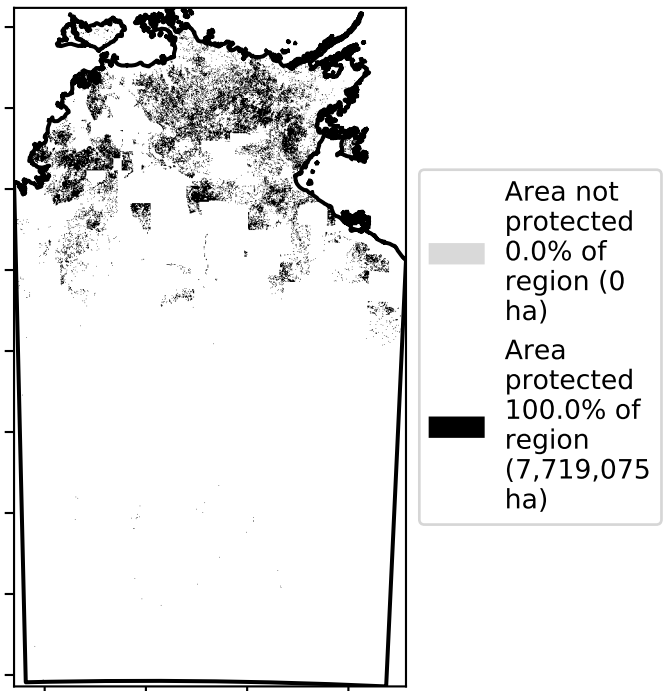 Area not
protected
0.0% of
region (0
ha)
Area
protected
100.0% of
region
(7,719,075
ha)